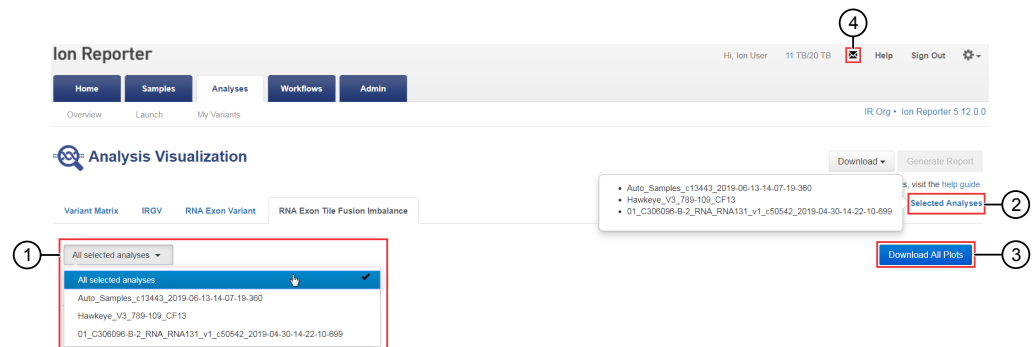 4
Ion Reporter
Hi, Ion User 11 TB/20 TB Help Sign Out
Home Samples Analyses Workflows Admin
Overview Launch My Variants
IR Org • Ion Reporter 5.12.0.0
Analysis Visualization
Download Generate Report
s, visit the help guide.
• Auto_Samples_c13443_2019-06-13-14-07-19-360
• Hawkeye_V3_789-109_CF13
• 01_C306096-B-2_RNA_RNA131_v1_c50542_2019-04-30-14-22-10-699
Selected Analyses
2
Variant Matrix IRGV RNA Exon Variant RNA Exon Tile Fusion Imbalance
1
All selected analyses
Download All Plots
3
All selected analyses
Auto_Samples_c13443_2019-06-13-14-07-19-360
Hawkeye_V3_789-109_CF13
01_C306096-B-2_RNA_RNA131_v1_c50542_2019-04-30-14-22-10-699